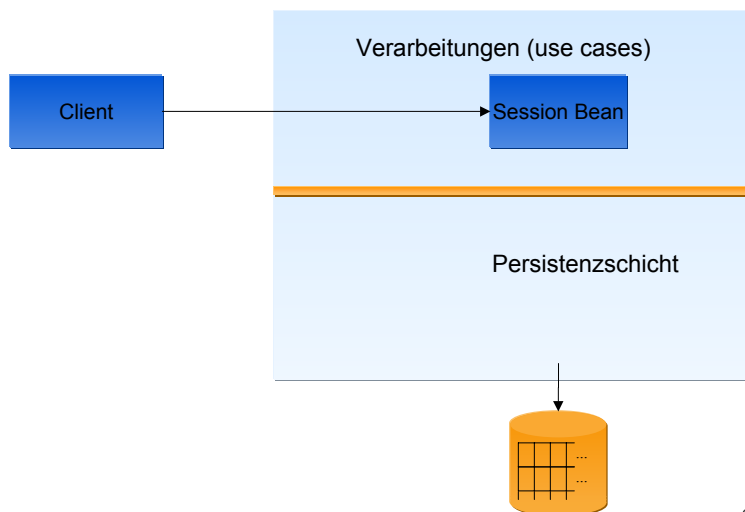 Verarbeitungen (use cases)
Client
Session Bean
Persistenzschicht
...
...